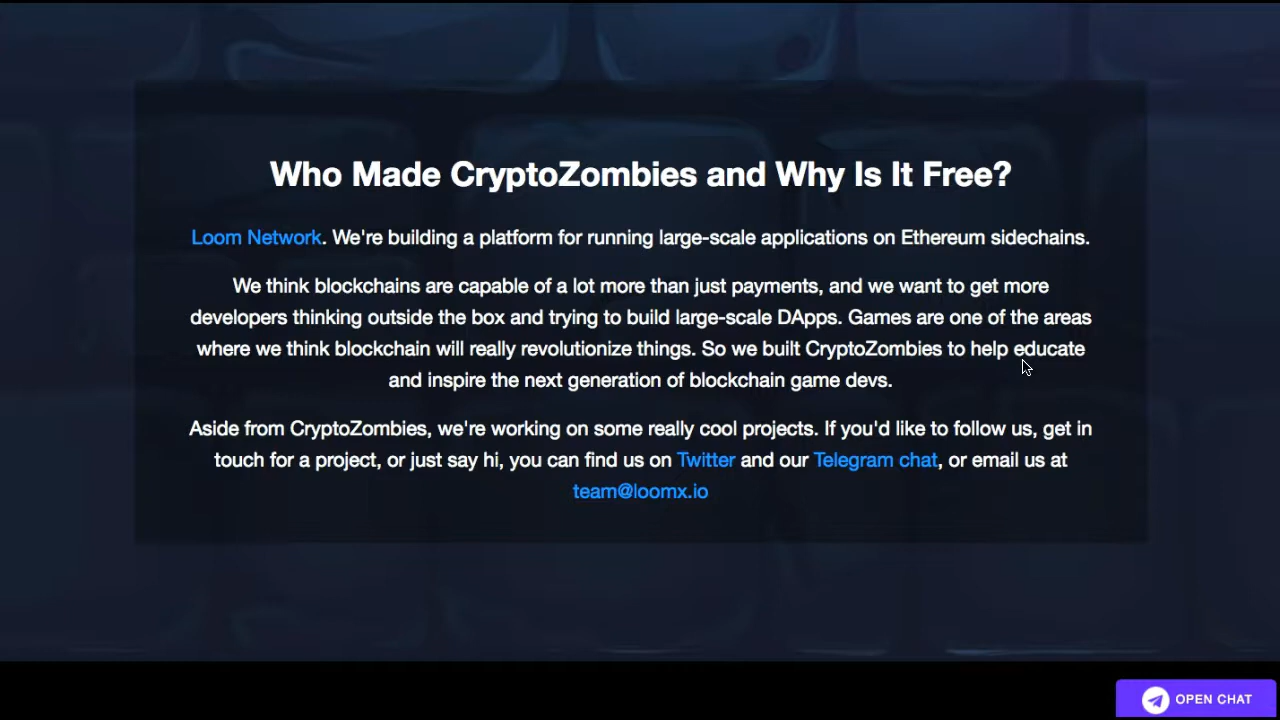 Who Made CryptoZombies and Why Is It Free?
Loom Network. We're building a platform for running large-scale applications on Ethereum sidechains.
We think blockchains are capable of a lot more than just payments, and we want to get more
developers thinking outside the box and trying to build large-scale DApps. Games are one of the areas
where we think blockchain will really revolutionize things. So we built CryptoZombies to help educate
and inspire the next generation of blockchain game devs.
Aside from CryptoZombies, we're working on some really cool projects. If you'd like to follow us, get in
touch for a project, or just say hi, you can find us on Twitter and our Telegram chat, or email us at
team@loomx.io
OPEN CHAT